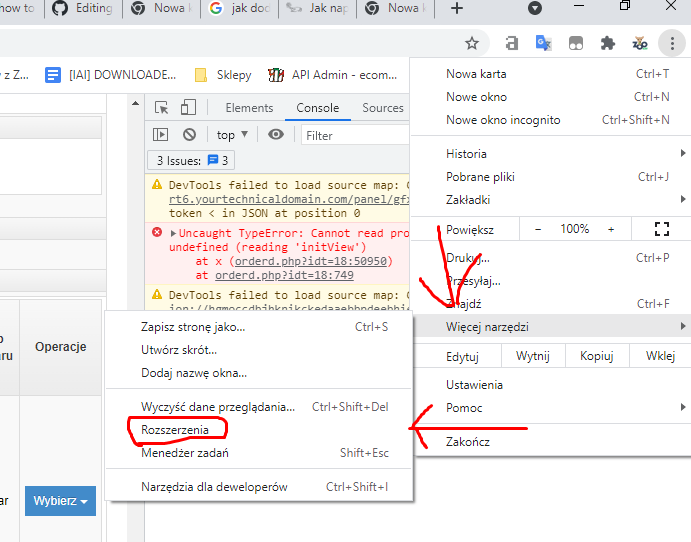 how to
Editing
Nowa k
jak dod
Jak nap
Nowa k
y z Z...
[IAI] DOWNLOADE...
Sklepy
API Admin - ecom...
Elements
Console
Sources
top
Filter
3 Issues:
3
DevTools failed to load source map: C
rt6.yourtechnicaldomain.com/panel/gfx
token < in JSON at position 0
Uncaught TypeError: Cannot read pro
undefined (reading 'initView')
at x (orderd.php?idt=18:50950)
at orderd.php?idt=18:749
DevTools failed to load source map: C
Nowa karta Ctrl+T
Nowe okno Ctrl+N
Nowe okno incognito Ctrl+Shift+N
Historia
Pobrane pliki Ctrl+J
Zakładki
Powiększ - 100% +
Drukuj... Ctrl+P
Przesyłaj...
Znajdź Ctrl+F
Więcej narzędzi
Edytuj Wytnij Kopiuj Wklej
Ustawienia
Pomoc
Zakończ
Zapisz stronę jako... Ctrl+S
Utwórz skrót...
Dodaj nazwę okna...
Wyczyść dane przeglądania... Ctrl+Shift+Del
Rozszerzenia
Menedżer zadań Shift+Esc
Narzędzia dla deweloperów Ctrl+Shift+I
aru
Operacje
ar
Wybierz